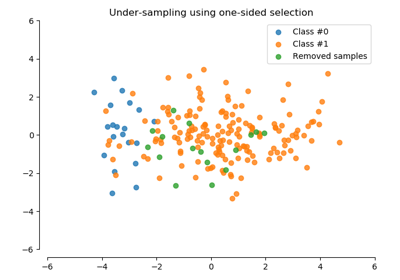 Under-sampling using one-sided selection
Class #0
Class #1
Removed samples
6
4
2
0
−2
−4
−6
−6 −4 −2 0 2 4 6